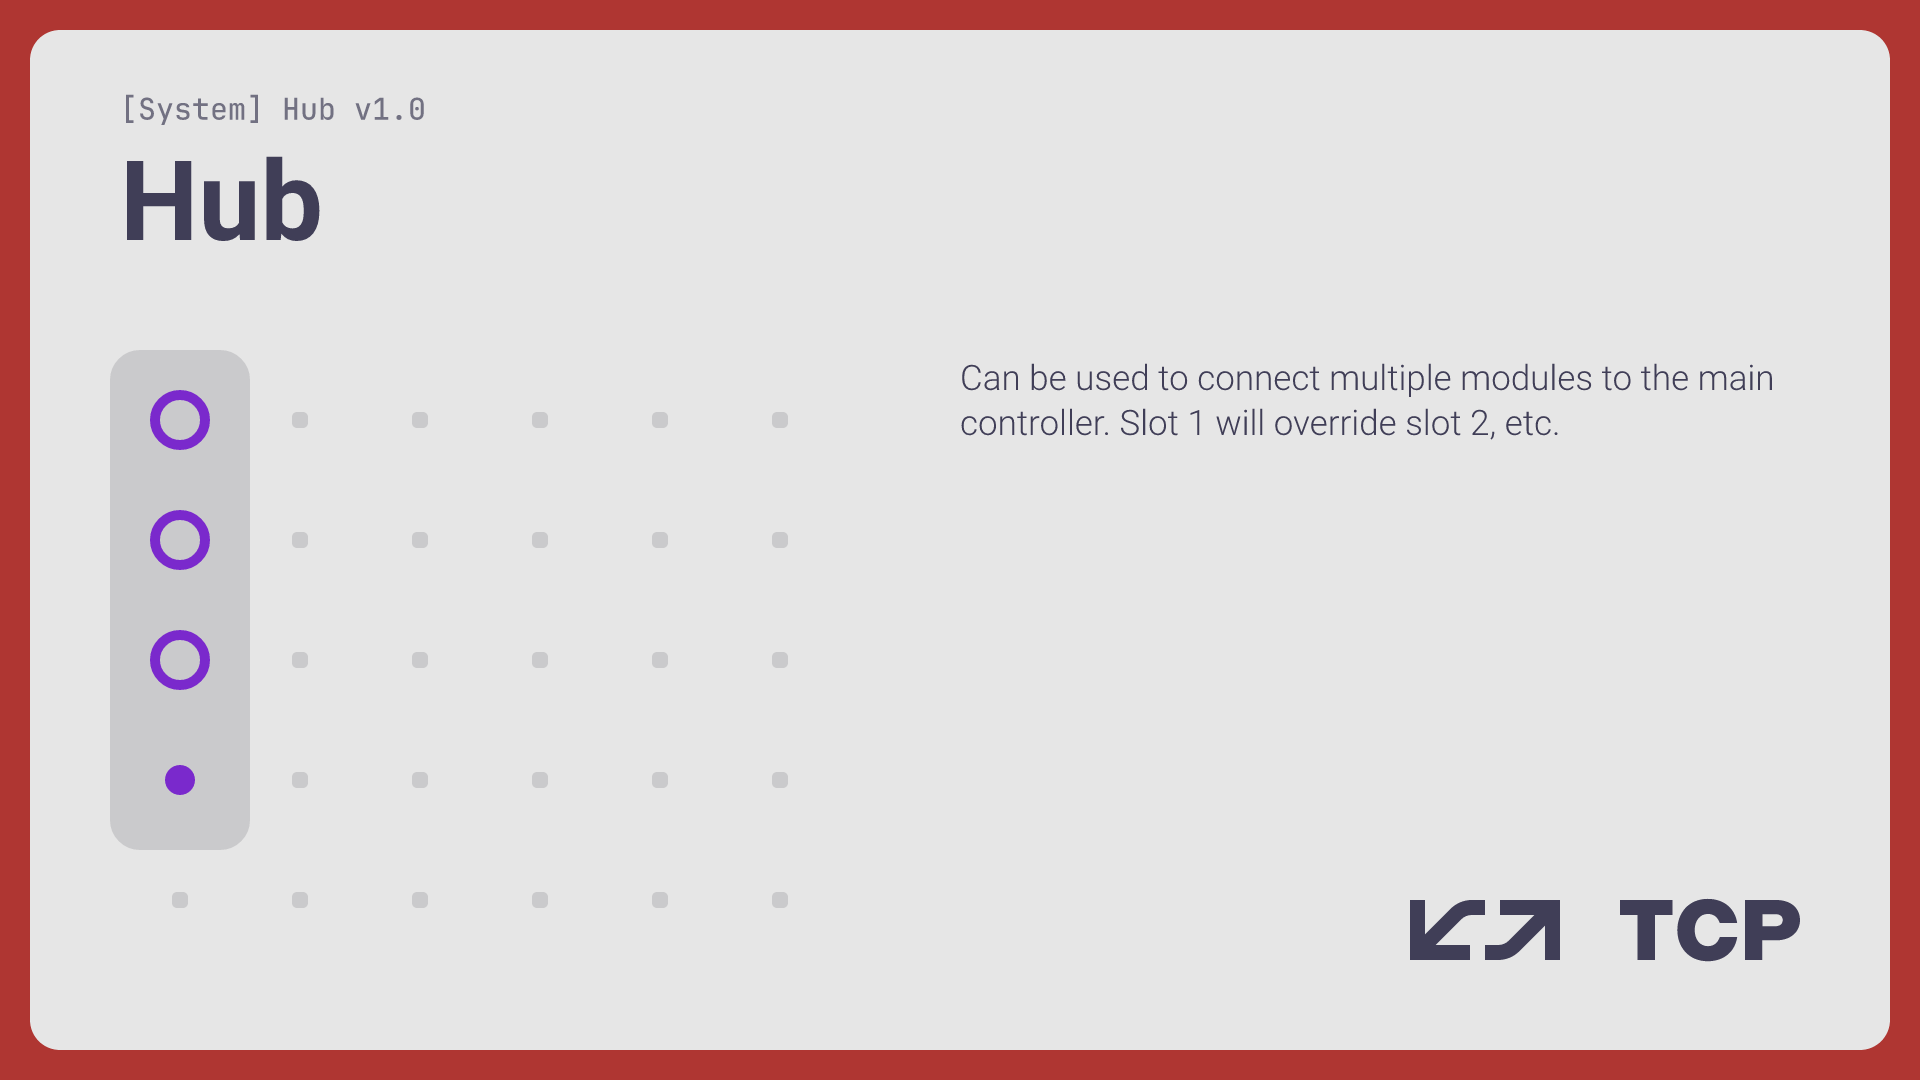 [System] Hub v1.0
Hub
Can be used to connect multiple modules to the main
controller. Slot 1 will override slot 2, etc.
TCP